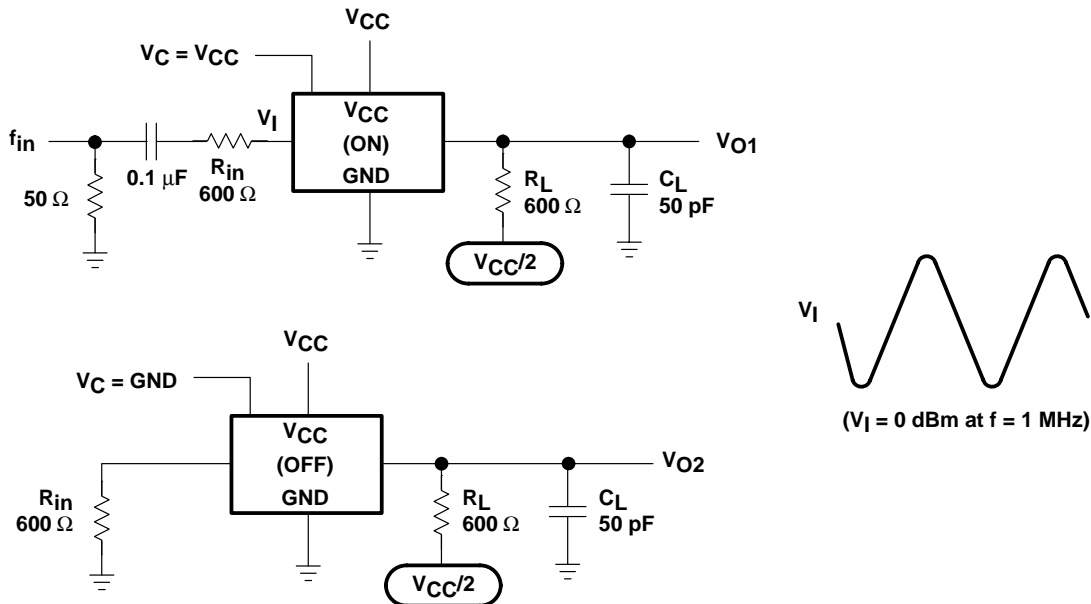 VCC
VC = VCC
VI
VCC
(ON)
GND
fin
50 Ω
0.1 μF
Rin
600 Ω
RL
600 Ω
CL
50 pF
VO1
VCC/2
VI
(VI = 0 dBm at f = 1 MHz)
VCC
VC = GND
VCC
(OFF)
GND
Rin
600 Ω
RL
600 Ω
CL
50 pF
VO2
VCC/2